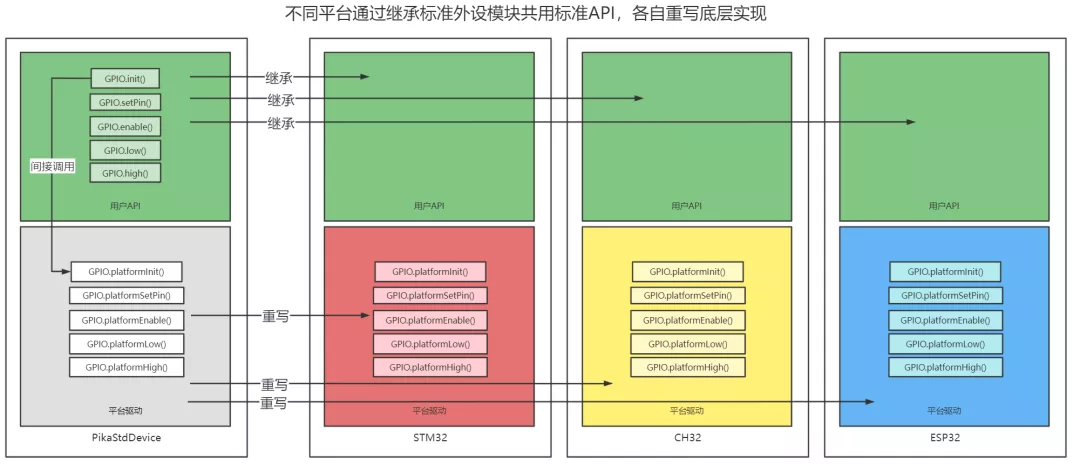 不同平台通过继承标准外设模块共用标准API，各自重写底层实现
GPIO.init()
GPIO.setPin()
GPIO.enable()
GPIO.low()
GPIO.high()
用户API
间接调用
继承
继承
继承
用户API
用户API
用户API
GPIO.platformInit()
GPIO.platformSetPin()
GPIO.platformEnable()
GPIO.platformLow()
GPIO.platformHigh()
平台驱动
PikaStdDevice
重写
重写
重写
GPIO.platformInit()
GPIO.platformSetPin()
GPIO.platformEnable()
GPIO.platformLow()
GPIO.platformHigh()
平台驱动
STM32
GPIO.platformInit()
GPIO.platformSetPin()
GPIO.platformEnable()
GPIO.platformLow()
GPIO.platformHigh()
平台驱动
CH32
GPIO.platformInit()
GPIO.platformSetPin()
GPIO.platformEnable()
GPIO.platformLow()
GPIO.platformHigh()
平台驱动
ESP32